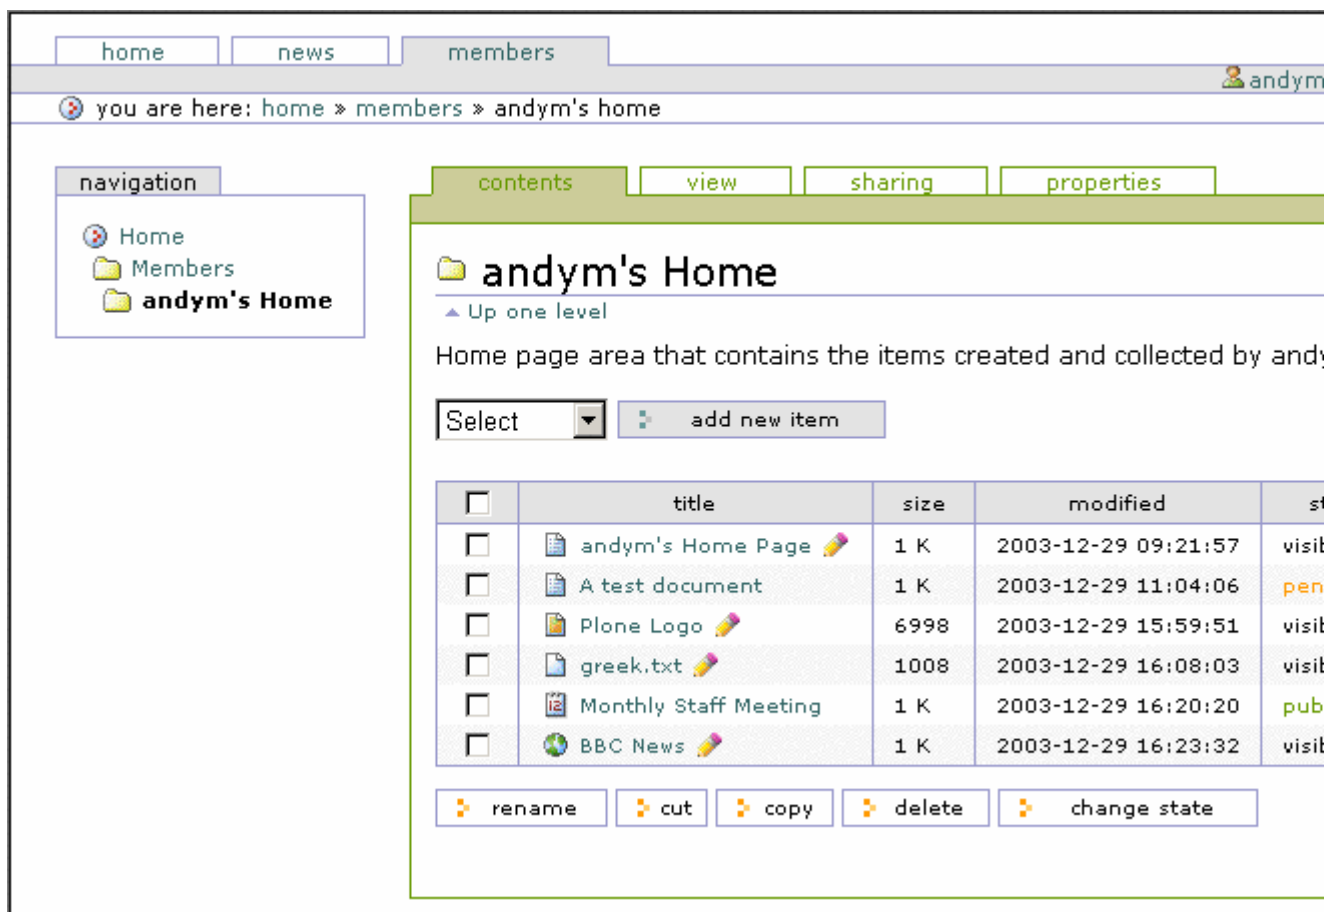 home news members
andym
you are here: home » members » andym's home
navigation
Home
Members
andym's Home
contents view sharing properties
andym's Home
Up one level
Home page area that contains the items created and collected by
Select add new item
title size modified
andym's Home Page 1 K 2003-12-29 09:21:57
A test document 1 K 2003-12-29 11:04:06
Plone Logo 6998 2003-12-29 15:59:51
greek.txt 1008 2003-12-29 16:08:03
12 Monthly Staff Meeting 1 K 2003-12-29 16:20:20
BBC News 1 K 2003-12-29 16:23:32
rename cut copy delete change state